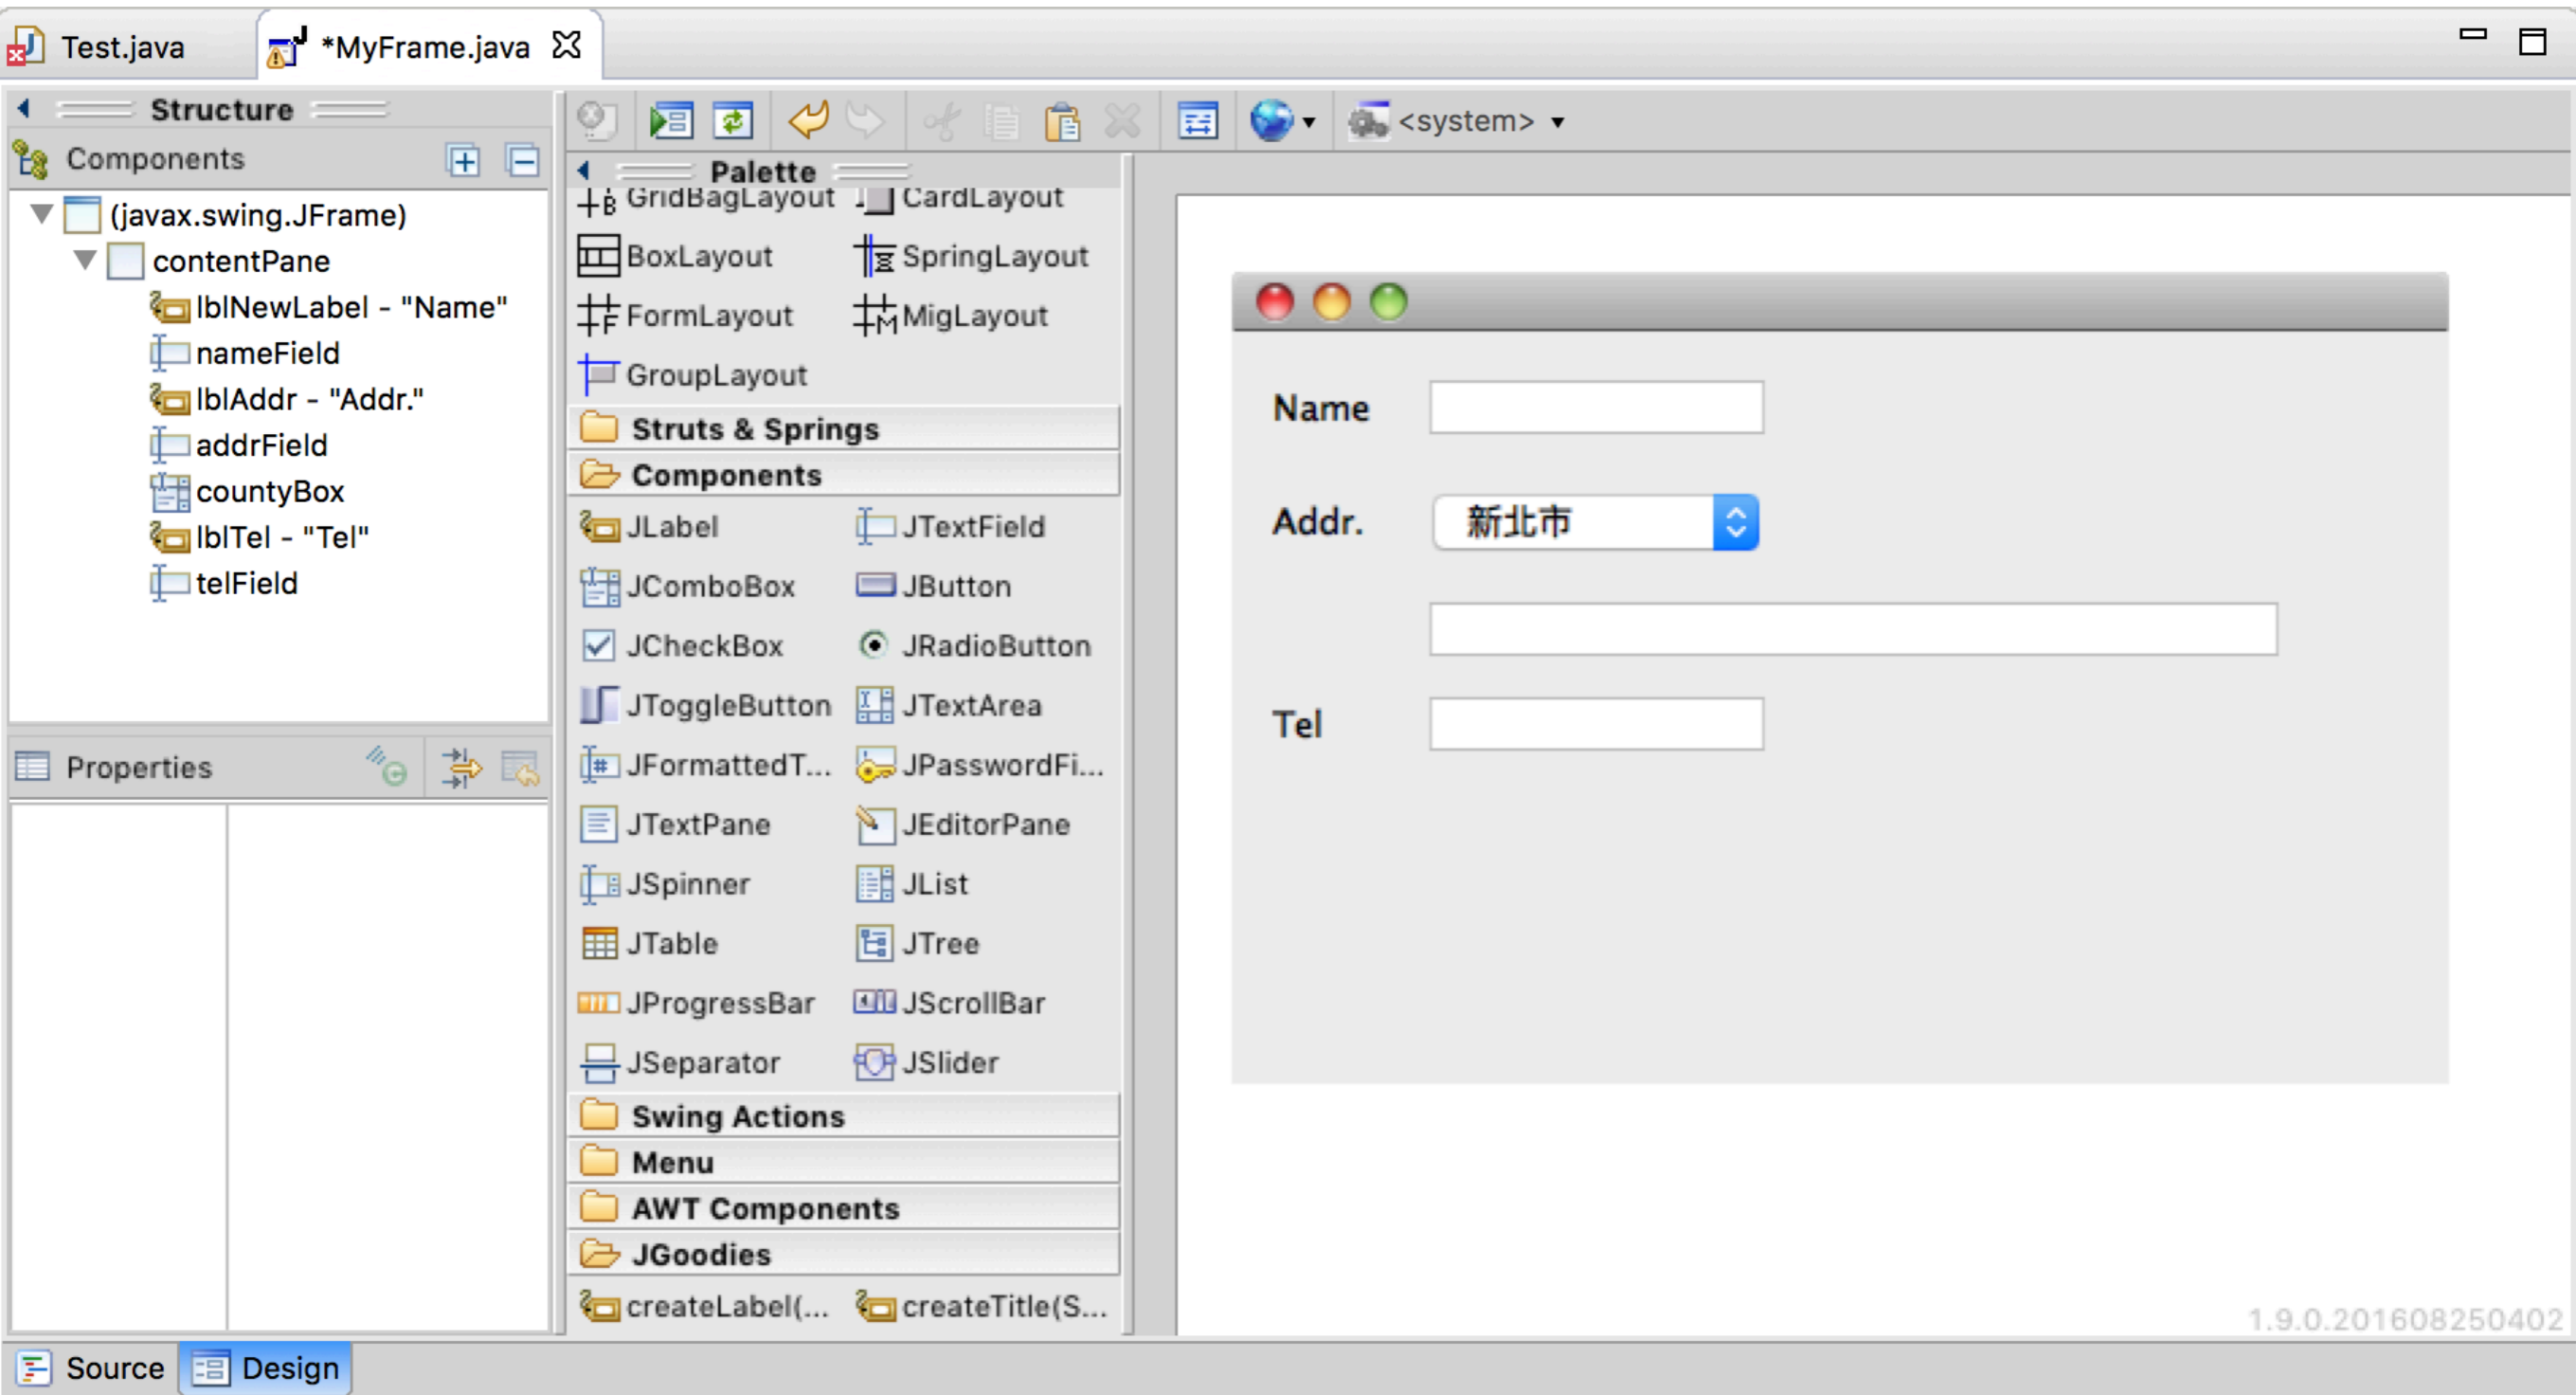 Test.java
*MyFrame.java
Structure
Components
(javax.swing.JFrame)
contentPane
lblNewLabel - "Name"
nameField
lblAddr - "Addr."
addrField
countyBox
lblTel - "Tel"
telField
Properties
<system>
Palette
GridBagLayout CardLayout
BoxLayout SpringLayout
FormLayout MigLayout
GroupLayout
Struts & Springs
Components
JLabel JTextField
JComboBox JButton
JCheckBox JRadioButton
JToggleButton JTextArea
JFormattedT... JPasswordFi...
JTextPane JEditorPane
JSpinner JList
JTable JTree
JProgressBar JScrollBar
JSeparator JSlider
Swing Actions
Menu
AWT Components
JGoodies
createLabel(... createTitle(S...
Name
Addr. 新北市
Tel
1.9.0.201608250402
Source Design